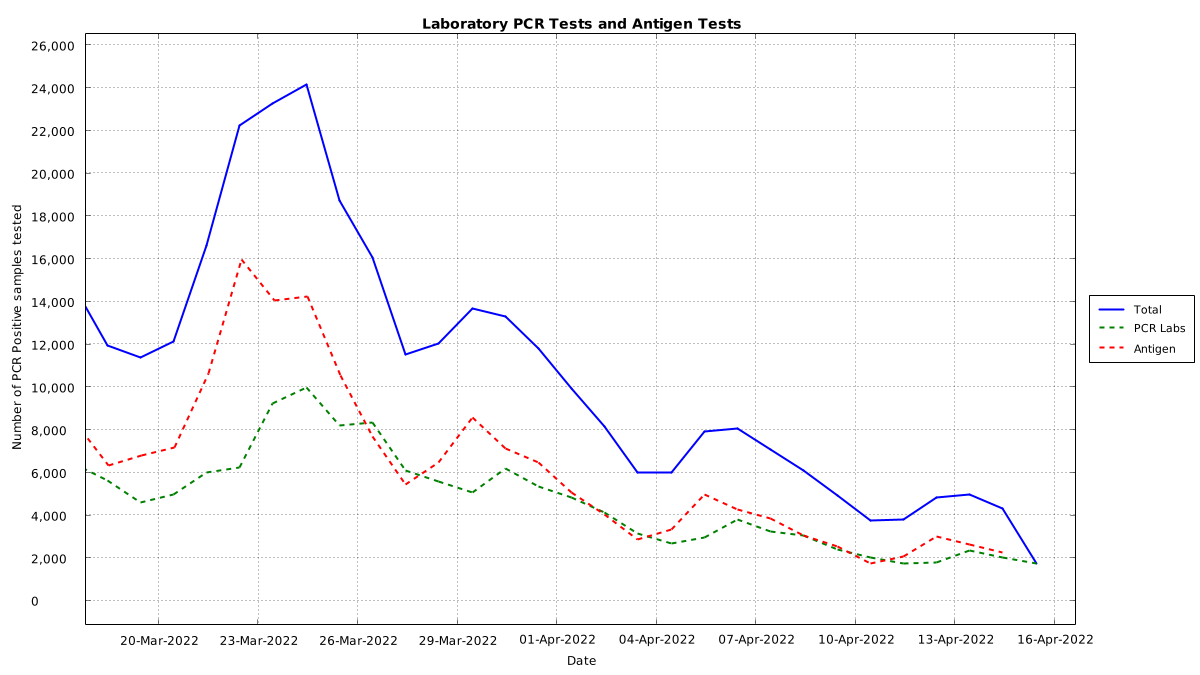 Laboratory PCR Tests and Antigen Tests
Number of PCR Positive samples tested
26,000
24,000
22,000
20,000
18,000
16,000
14,000
12,000
10,000
8,000
6,000
4,000
2,000
0
Total
PCR Labs
Antigen
20-Mar-2022 23-Mar-2022 26-Mar-2022 29-Mar-2022 01-Apr-2022 04-Apr-2022 07-Apr-2022 10-Apr-2022 13-Apr-2022 16-Apr-2022
Date